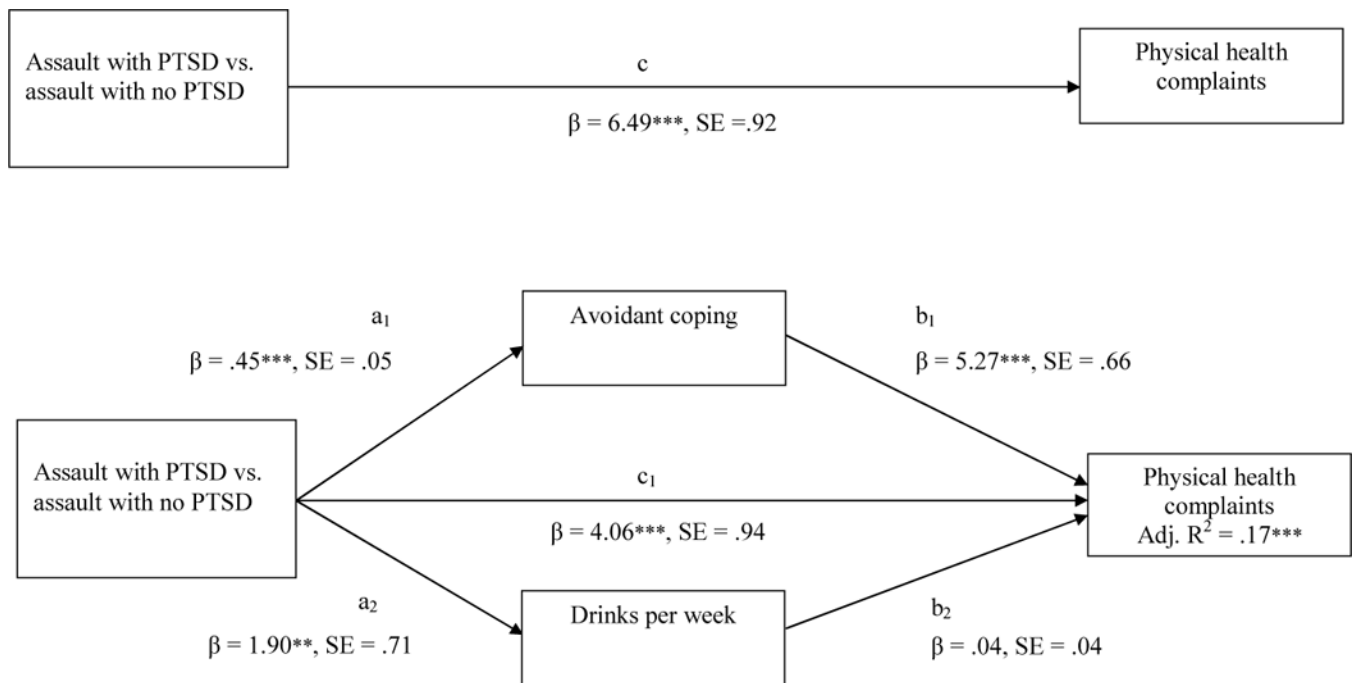 Assault with PTSD vs.
assault with no PTSD
c
β = 6.49***, SE =.92
Physical health
complaints
a₁
β = .45***, SE = .05
Avoidant coping
b₁
β = 5.27***, SE = .66
Assault with PTSD vs.
assault with no PTSD
c₁
β = 4.06***, SE = .94
Physical health
complaints
Adj. R² = .17***
a₂
β = 1.90**, SE = .71
Drinks per week
b₂
β = .04, SE = .04